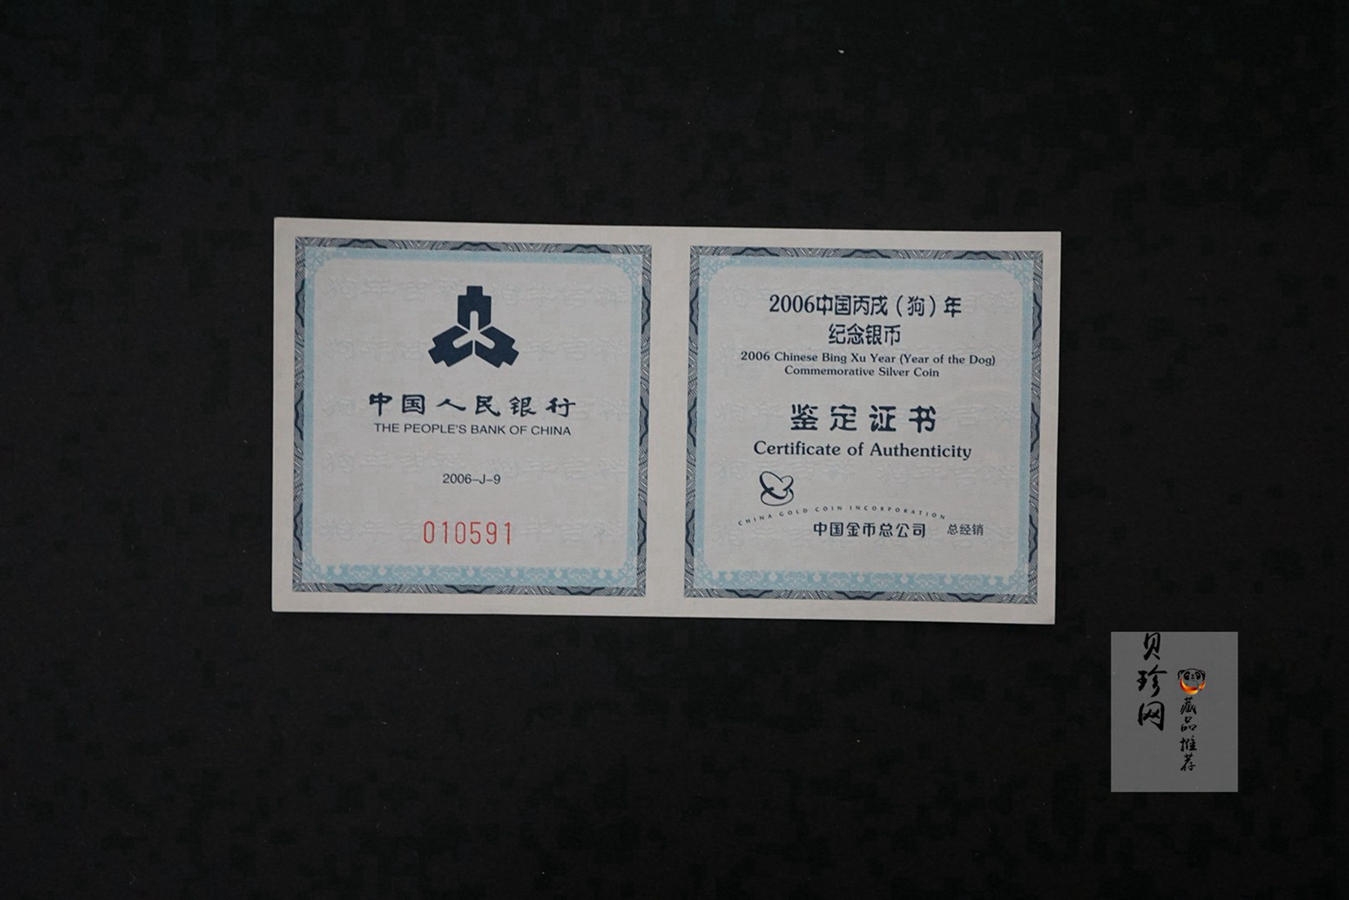 中国人民银行
THE PEOPLE'S BANK OF CHINA
2006-J-9
010591
2006中国丙戌（狗）年
纪念银币
2006 Chinese Bing Xu Year (Year of the Dog)
Commemorative Silver Coin
鉴定证书
Certificate of Authenticity
CHINA GOLD COIN INCORPORATION
中国金币总公司 总经销
贝珍网
藏品推荐